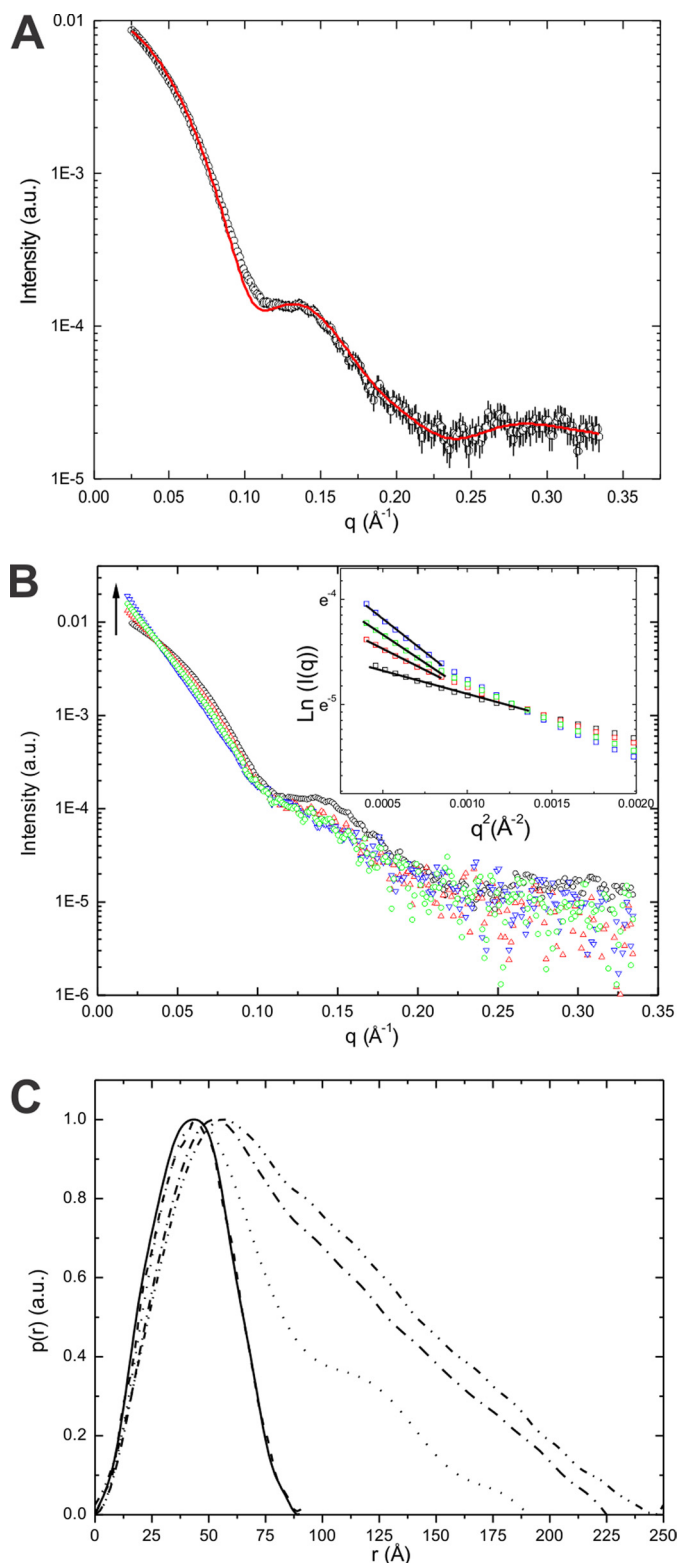 A
0.01
1E-3
1E-4
1E-5
Intensity (a.u.)
0.00 0.05 0.10 0.15 0.20 0.25 0.30 0.35
q (Å⁻¹)
B
0.01
1E-3
1E-4
1E-5
1E-6
Intensity (a.u.)
e⁻⁴
e⁻⁵
Ln (I(q))
0.0005 0.0010 0.0015 0.0020
q²(Å⁻²)
0.00 0.05 0.10 0.15 0.20 0.25 0.30 0.35
q (Å⁻¹)
C
1.0
0.8
0.6
0.4
0.2
0.0
p(r) (a.u.)
0 25 50 75 100 125 150 175 200 225 250
r (Å)